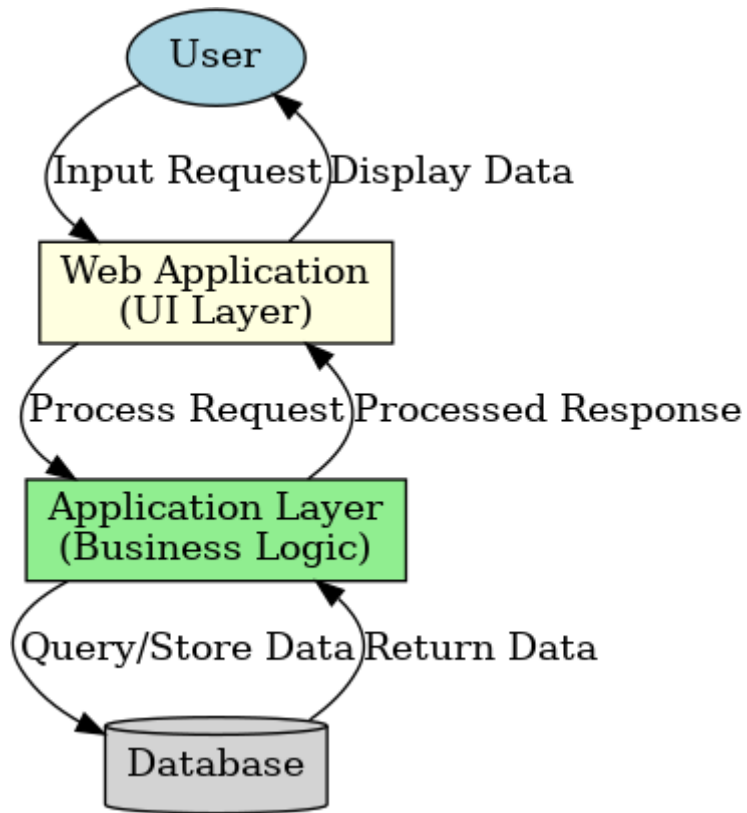 User
Input Request
Display Data
Web Application
(UI Layer)
Process Request
Processed Response
Application Layer
(Business Logic)
Query/Store Data
Return Data
Database